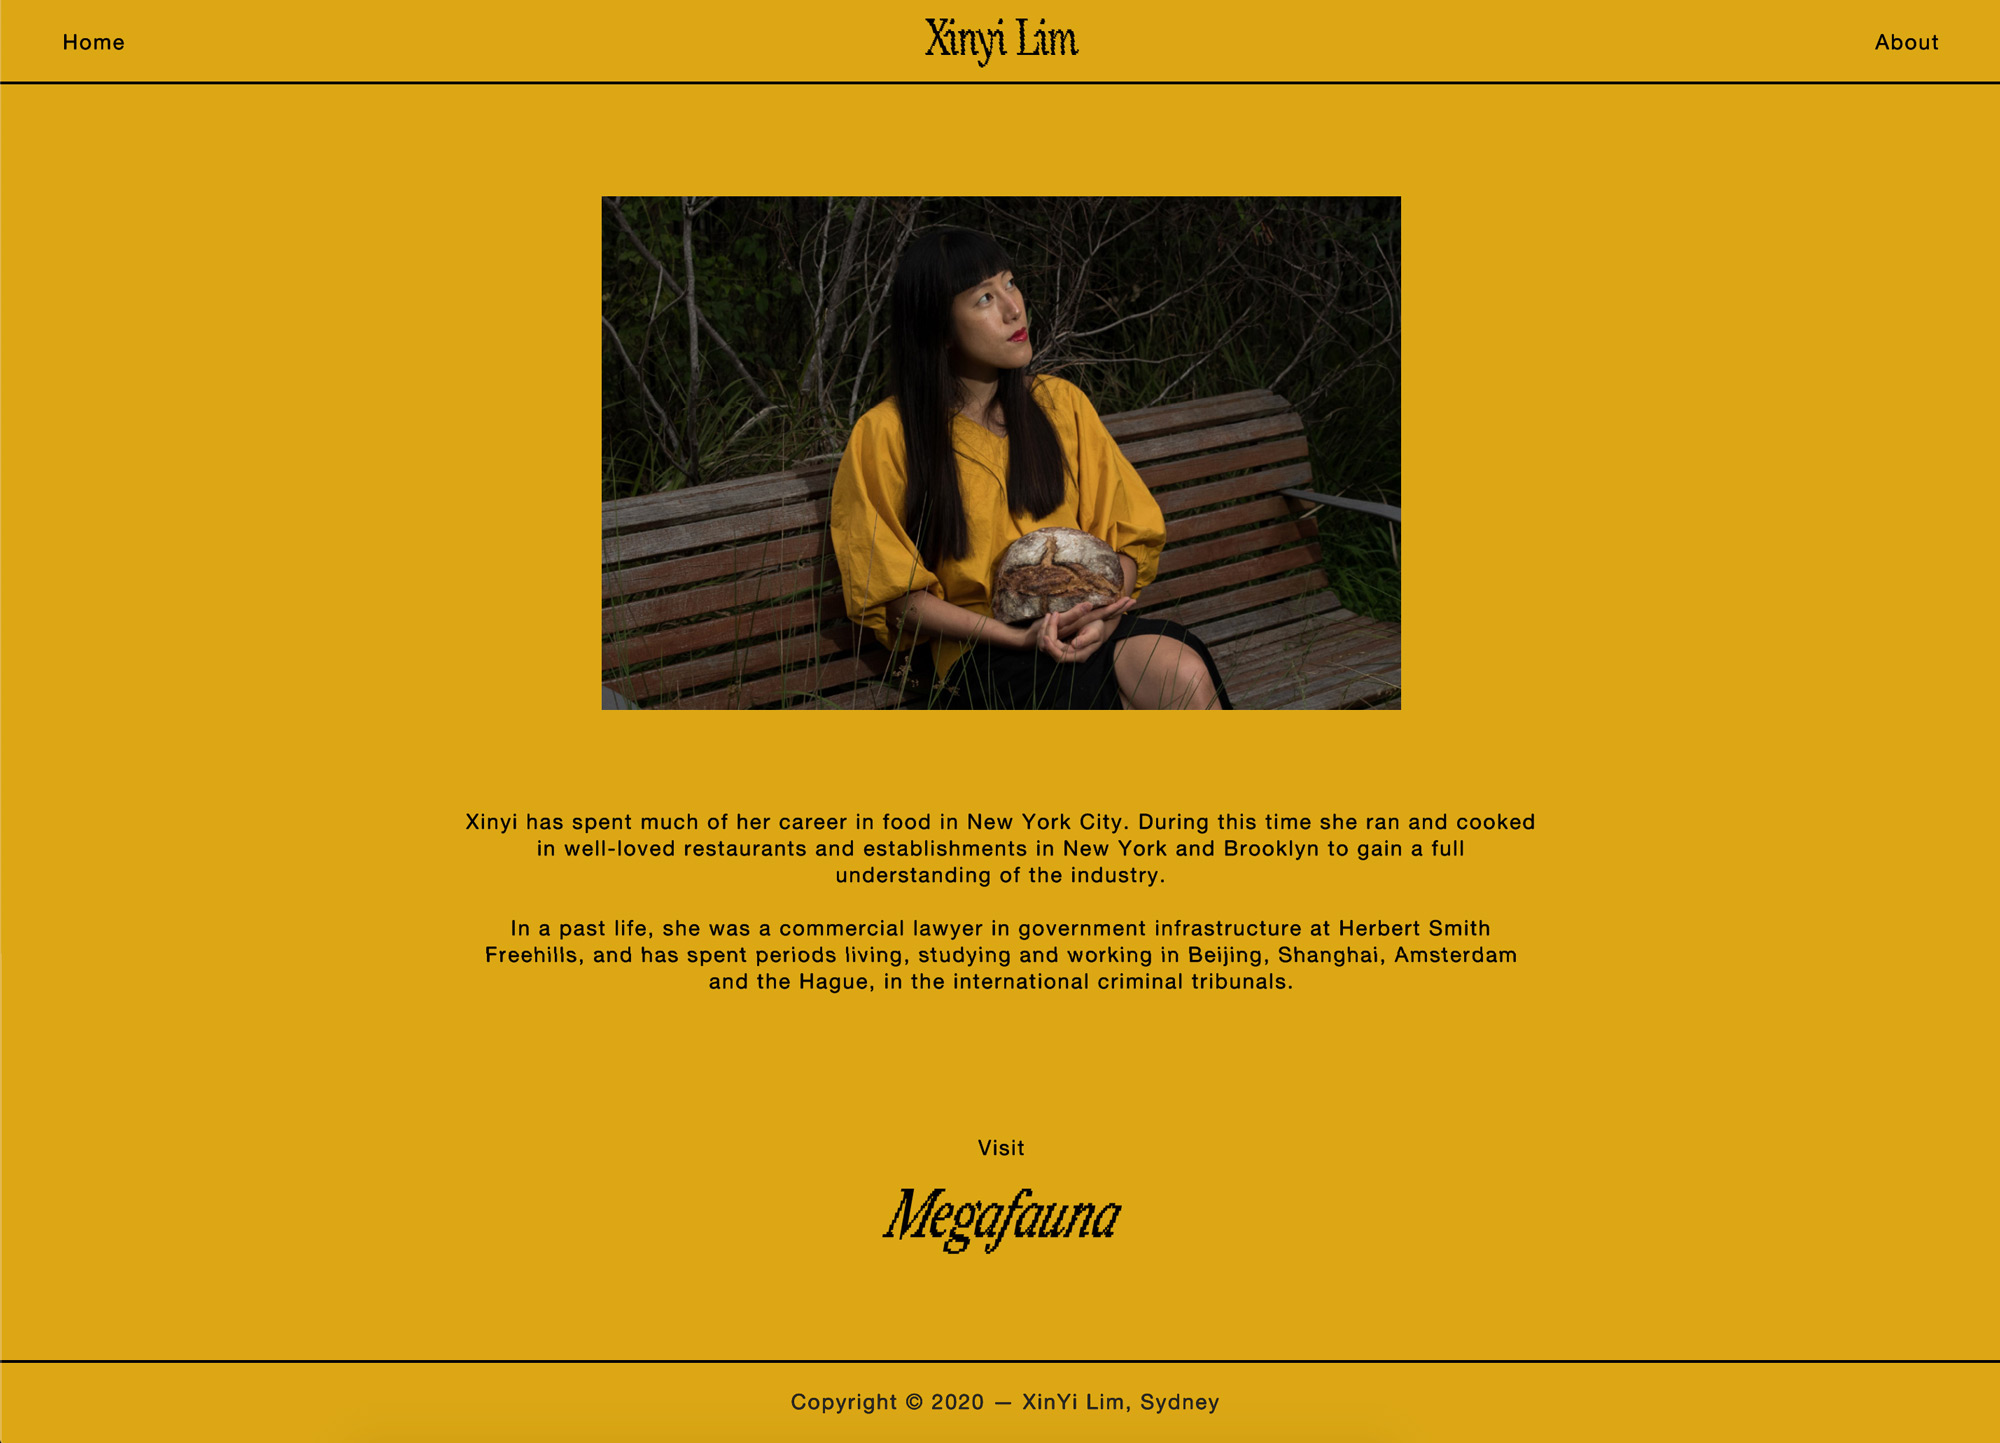 Home
Xinyi Lim
About
Xinyi has spent much of her career in food in New York City. During this time she ran and cooked
in well-loved restaurants and establishments in New York and Brooklyn to gain a full
understanding of the industry.
In a past life, she was a commercial lawyer in government infrastructure at Herbert Smith
Freehills, and has spent periods living, studying and working in Beijing, Shanghai, Amsterdam
and the Hague, in the international criminal tribunals.
Visit
Megafauna
Copyright © 2020 — XinYi Lim, Sydney